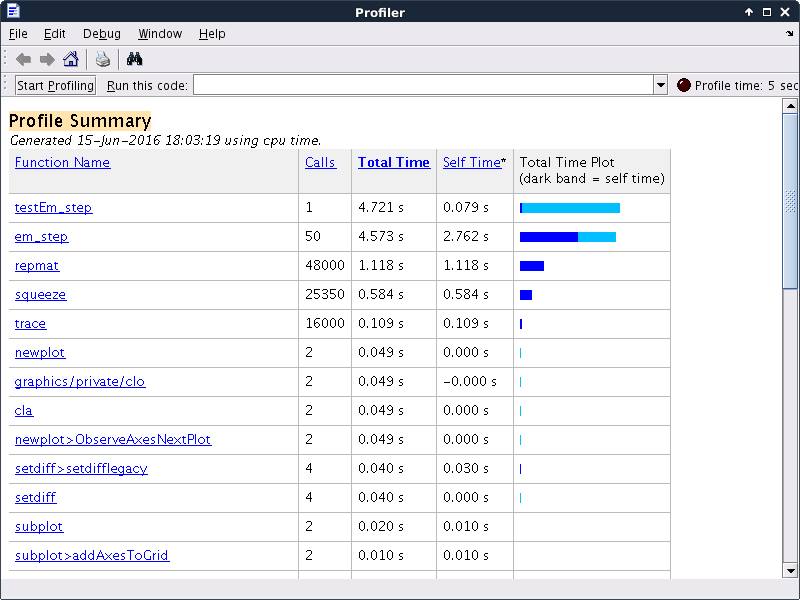 Profiler
File Edit Debug Window Help
Start Profiling Run this code: Profile time: 5 sec
Profile Summary
Generated 15-Jun-2016 18:03:19 using cpu time.
Function Name Calls Total Time Self Time* Total Time Plot
(dark band = self time)
testEm_step 1 4.721 s 0.079 s
em_step 50 4.573 s 2.762 s
repmat 48000 1.118 s 1.118 s
squeeze 25350 0.584 s 0.584 s
trace 16000 0.109 s 0.109 s
newplot 2 0.049 s 0.000 s
graphics/private/clo 2 0.049 s -0.000 s
cla 2 0.049 s 0.000 s
newplot>ObserveAxesNextPlot 2 0.049 s 0.000 s
setdiff>setdifflegacy 4 0.040 s 0.030 s
setdiff 4 0.040 s 0.000 s
subplot 2 0.020 s 0.010 s
subplot>addAxesToGrid 2 0.010 s 0.010 s